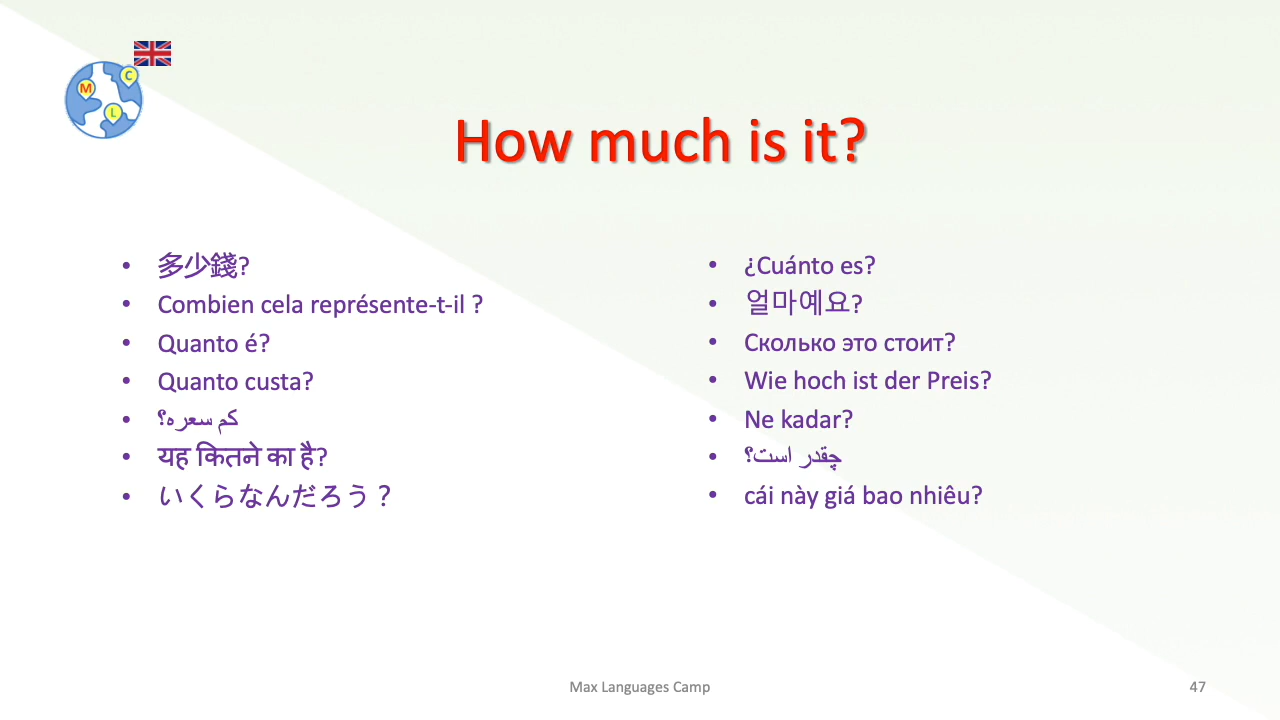 C
M
L
How much is it?
多少錢?
Combien cela représente-t-il ?
Quanto é?
Quanto custa?
كم سعره؟
यह कितने का है?
いくらなんだろう？
¿Cuánto es?
얼마예요?
Сколько это стоит?
Wie hoch ist der Preis?
Ne kadar?
چقدر است؟
cái này giá bao nhiêu?
Max Languages Camp
47